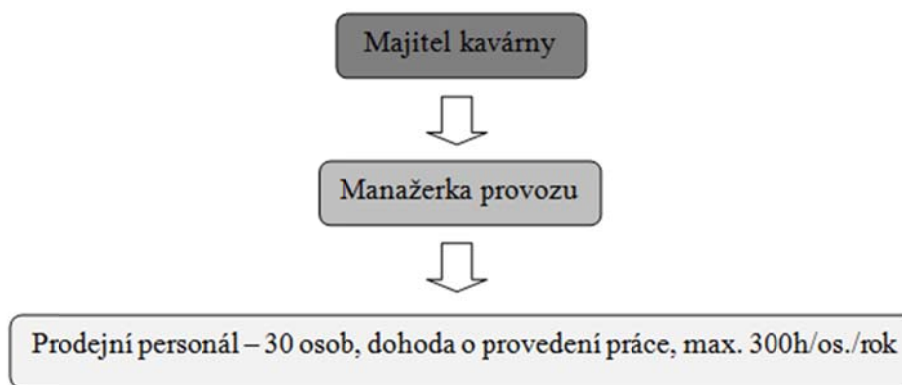 Majitel kavárny
Manažerka provozu
Prodejní personál – 30 osob, dohoda o provedení práce, max. 300h/os./rok